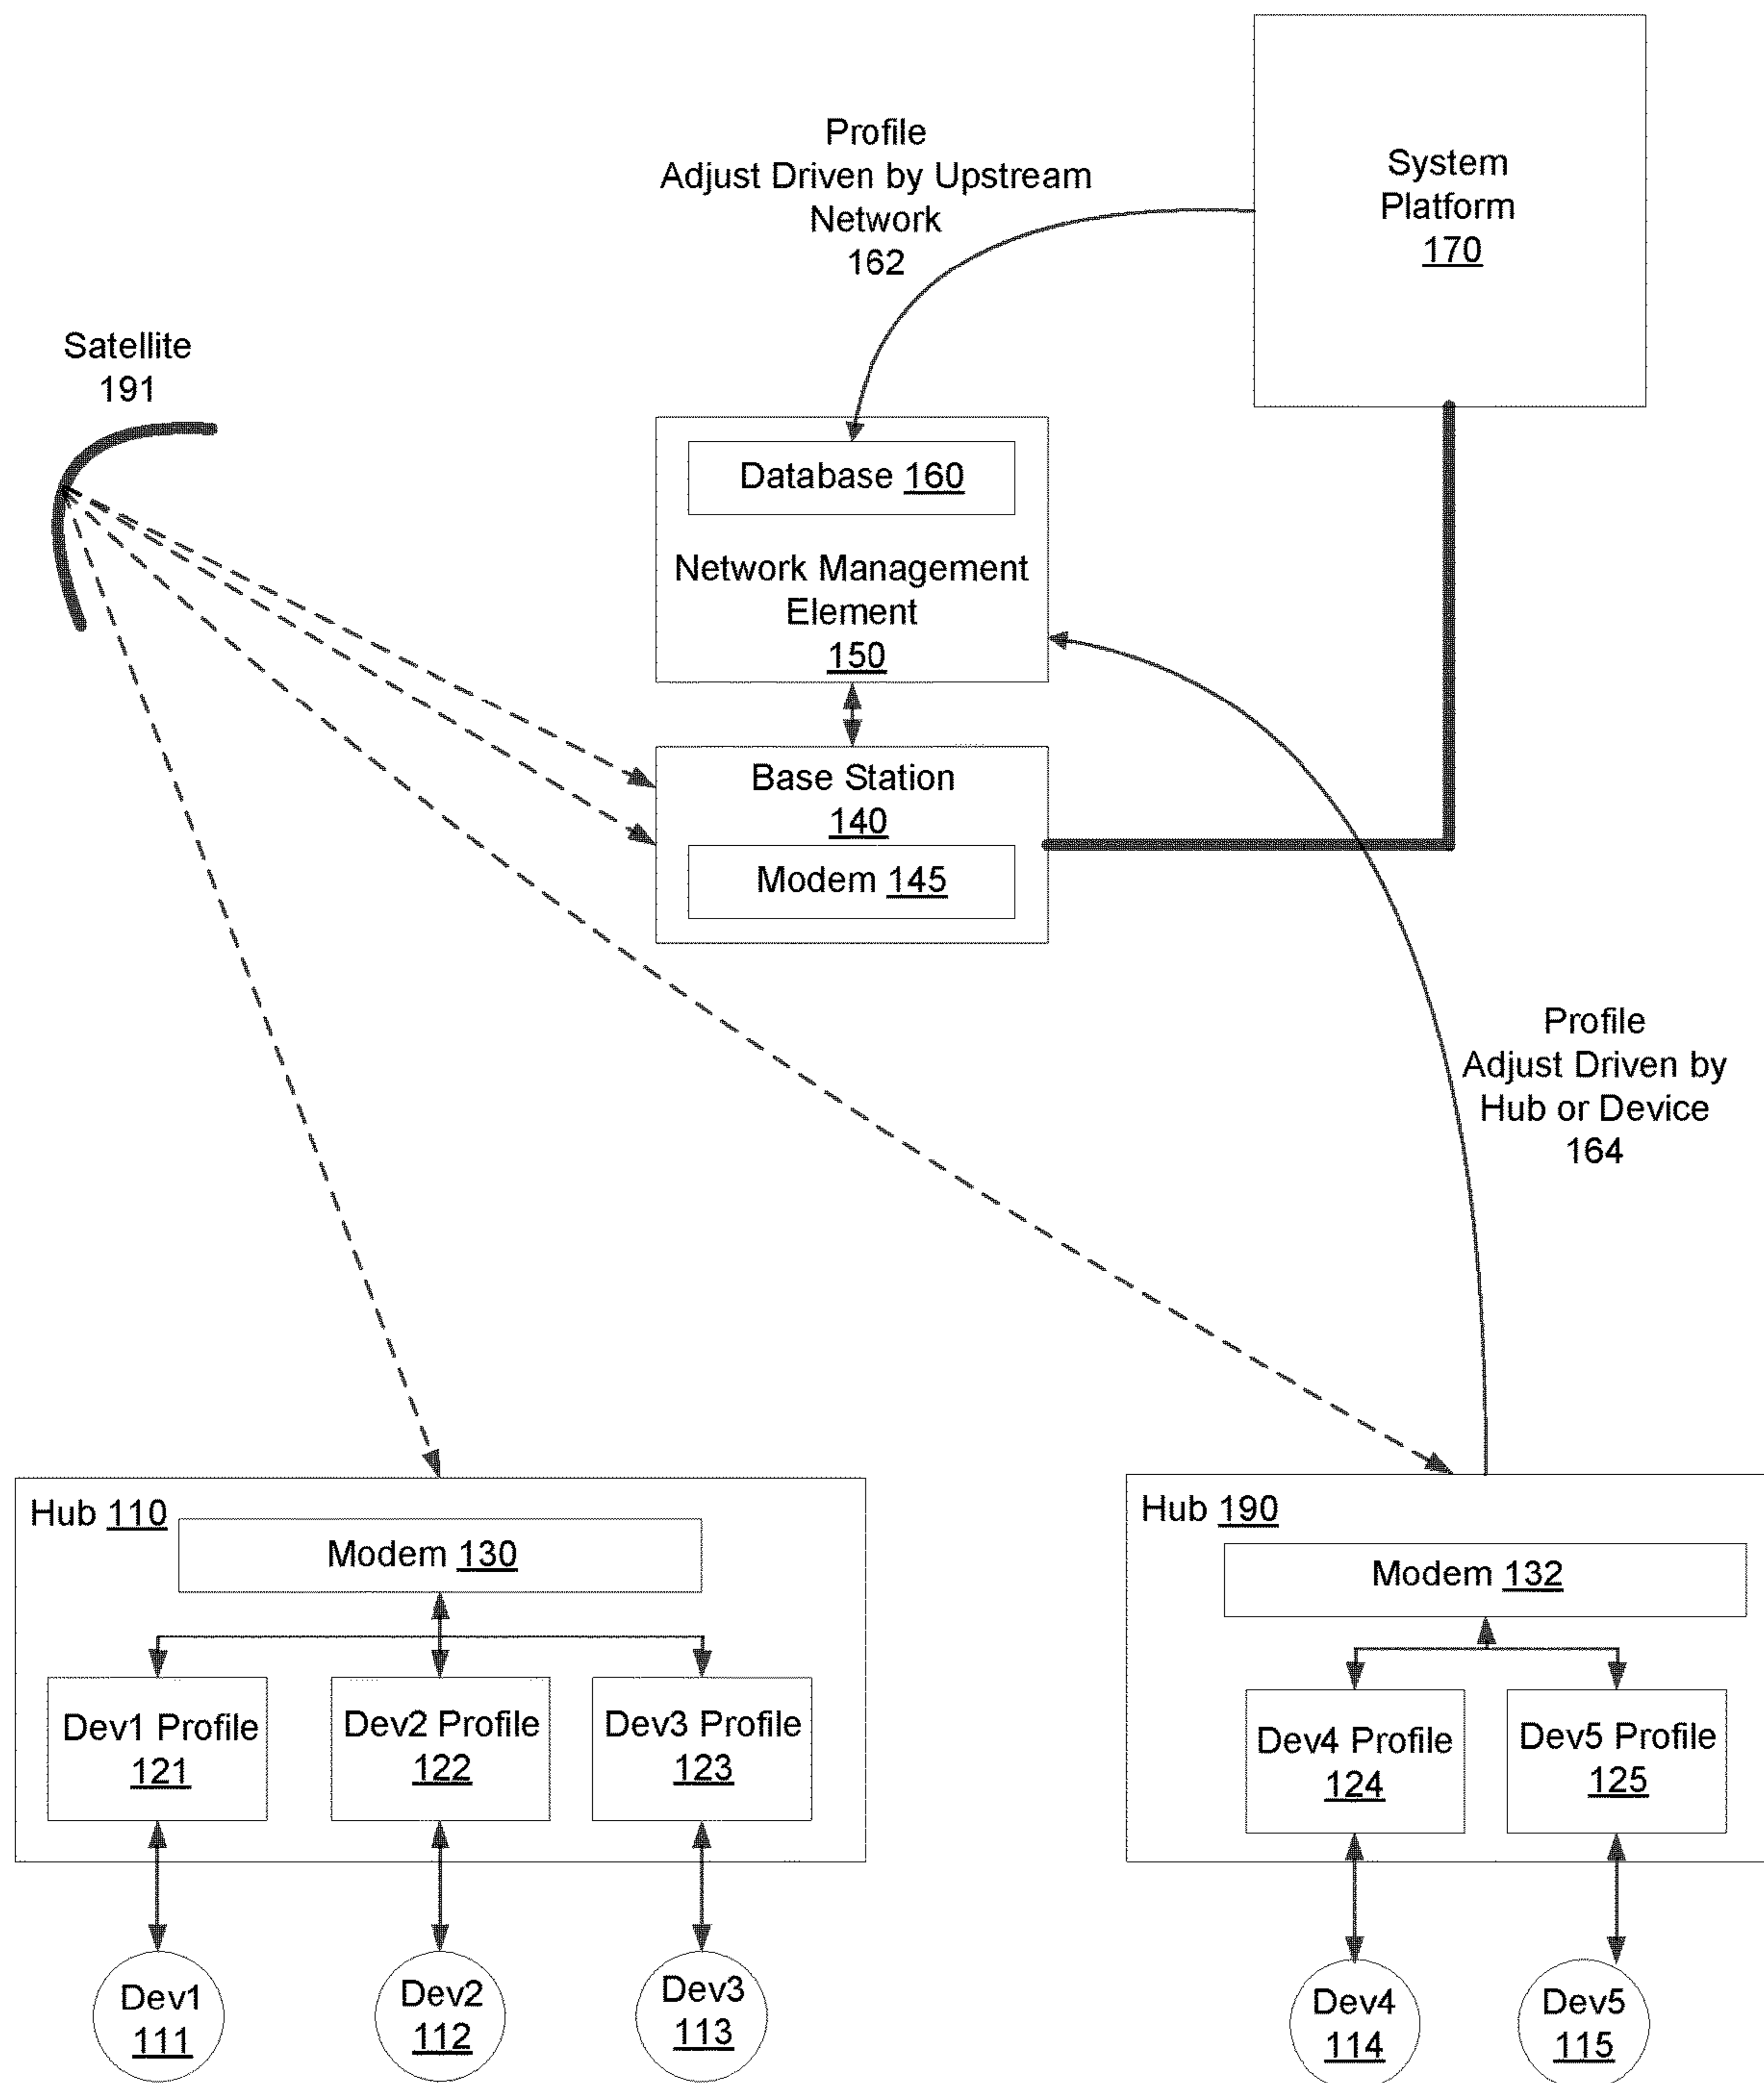 System
Platform
170
Profile
Adjust Driven by Upstream
Network
162
Satellite
191
Database 160
Network Management
Element
150
Base Station
140
Modem 145
Profile
Adjust Driven by
Hub or Device
164
Hub 110
Modem 130
Dev1 Profile
121
Dev2 Profile
122
Dev3 Profile
123
Dev1
111
Dev2
112
Dev3
113
Hub 190
Modem 132
Dev4 Profile
124
Dev5 Profile
125
Dev4
114
Dev5
115